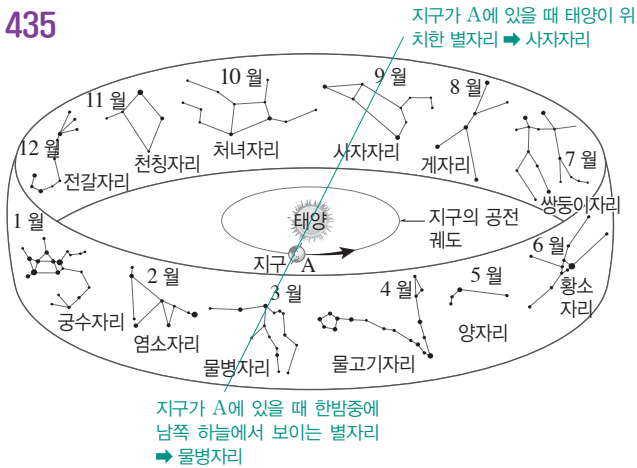 435
지구가 A에 있을 때 태양이 위
치한 별자리 ➡ 사자자리
10월
9월
8월
11월
12월
7월
처녀자리
사자자리
게자리
천칭자리
전갈자리
쌍둥이자리
1월
태양
지구의 공전
궤도
지구 A
6월
2월
3월
4월
5월
황소
자리
궁수자리
염소자리
물병자리
물고기자리
양자리
지구가 A에 있을 때 한밤중에
남쪽 하늘에서 보이는 별자리
➡ 물병자리